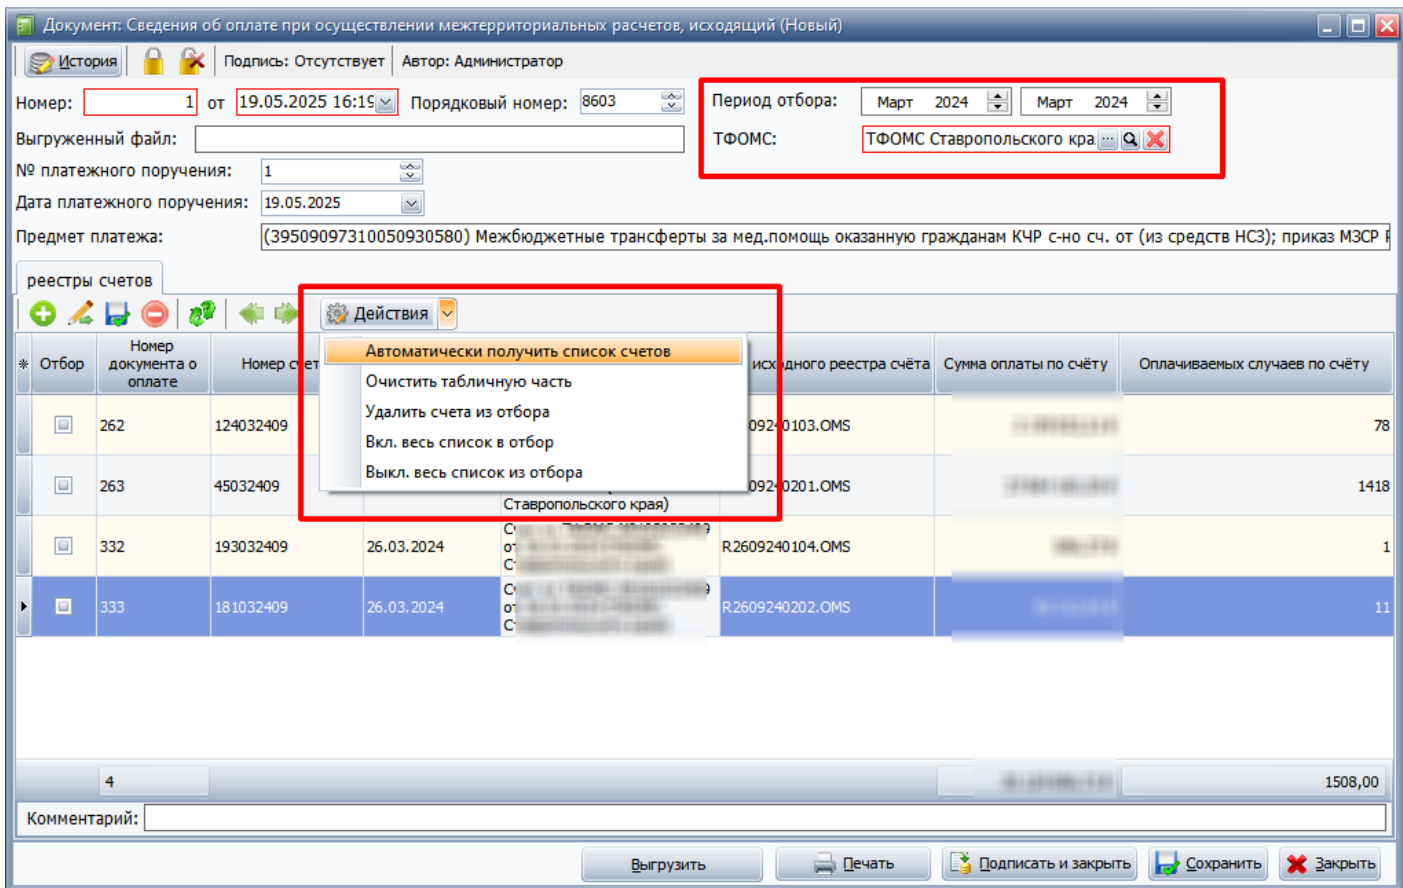 Документ: Сведения об оплате при осуществлении межтерриториальных расчетов, исходящий (Новый)
История Подпись: Отсутствует Автор: Администратор
Номер: 1 от 19.05.2025 16:19 Порядковый номер: 8603 Период отбора: Март 2024 Март 2024
Выгруженный файл: ТФОМС: ТФОМС Ставропольского кра
№ платежного поручения: 1
Дата платежного поручения: 19.05.2025
Предмет платежа: (39509097310050930580) Межбюджетные трансферты за мед.помощь оказанную гражданам КЧР с-но сч. от (из средств НСЗ); приказ МЗСР
реестры счетов
Действия
Автоматически получить список счетов
Очистить табличную часть
Удалить счета из отбора
Вкл. весь список в отбор
Выкл. весь список из отбора
Отбор Номер документа о оплате Номер счет исходного реестра счёта Сумма оплаты по счёту Оплачиваемых случаев по счёту
262 124032409 09240103.OMS 78
263 45032409 Ставропольского края) 09240201.OMS 1418
332 193032409 26.03.2024 R2609240104.OMS 1
333 181032409 26.03.2024 R2609240202.OMS 11
4 1508,00
Комментарий:
Выгрузить Печать Подписать и закрыть Сохранить Закрыть